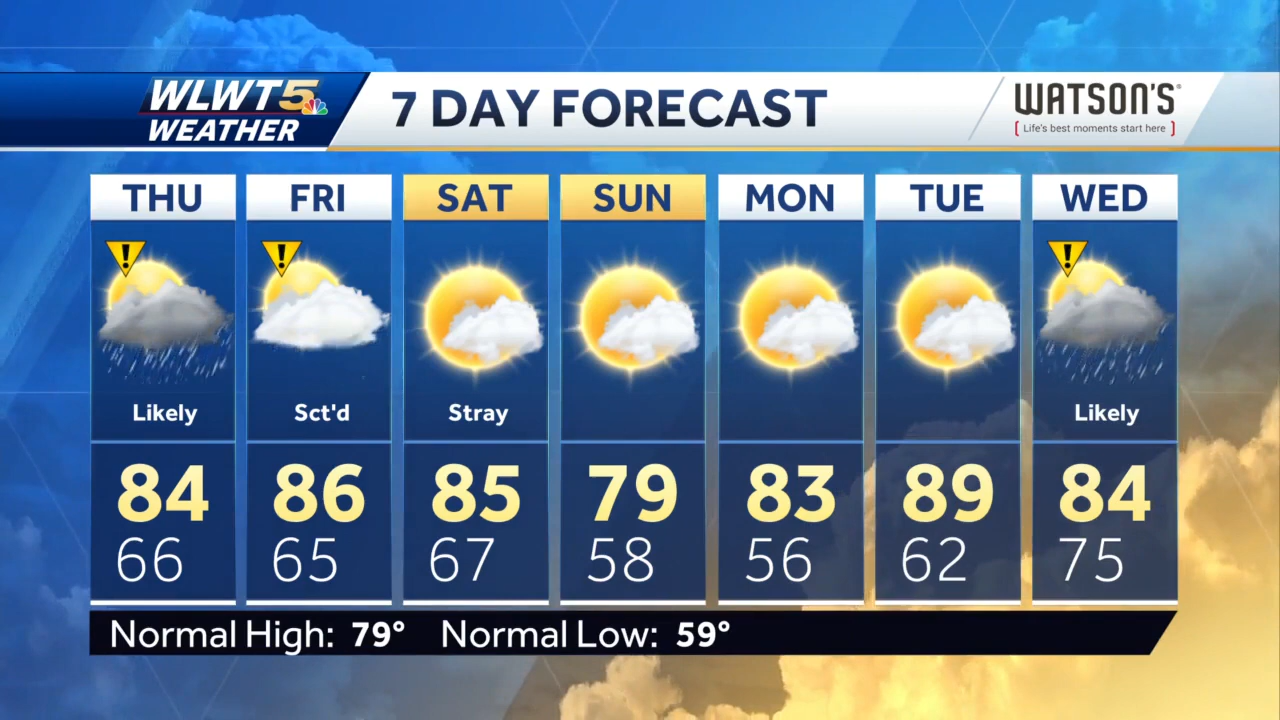 WLWT5
WEATHER
7 DAY FORECAST
WATSON'S®
[ Life's best moments start here ]
THU FRI SAT SUN MON TUE WED
! ! !
Likely Sct'd Stray Likely
84 86 85 79 83 89 84
66 65 67 58 56 62 75
Normal High: 79° Normal Low: 59°